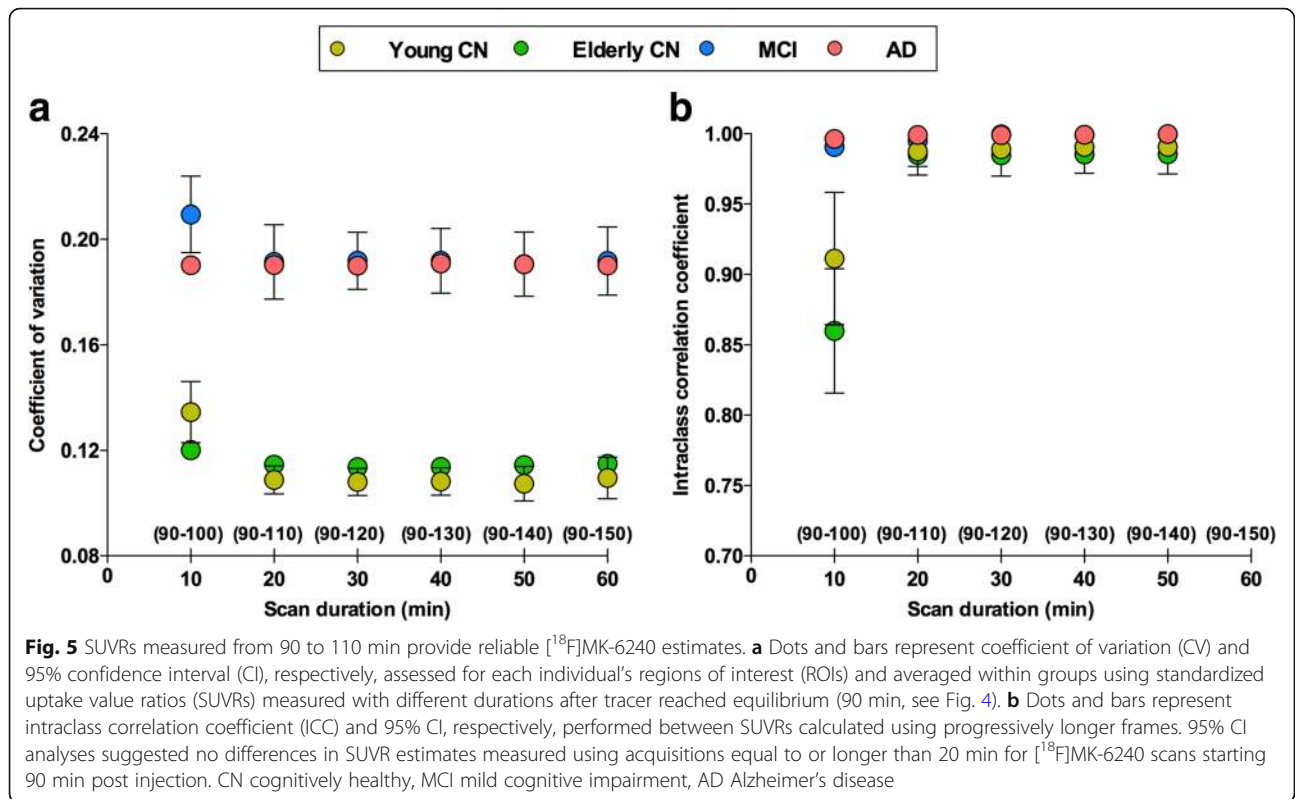 Young CN Elderly CN MCI AD
a
0.24
0.20
0.16
0.12
0.08
Coefficient of variation
(90-100) (90-110) (90-120) (90-130) (90-140) (90-150)
0 10 20 30 40 50 60
Scan duration (min)
b
1.00
0.95
0.90
0.85
0.80
0.75
0.70
Intraclass correlation coefficient
(90-100) (90-110) (90-120) (90-130) (90-140) (90-150)
0 10 20 30 40 50 60
Scan duration (min)
Fig. 5 SUVRs measured from 90 to 110 min provide reliable [¹⁸F]MK-6240 estimates. a Dots and bars represent coefficient of variation (CV) and
95% confidence interval (CI), respectively, assessed for each individual's regions of interest (ROIs) and averaged within groups using standardized
uptake value ratios (SUVRs) measured with different durations after tracer reached equilibrium (90 min, see Fig. 4). b Dots and bars represent
intraclass correlation coefficient (ICC) and 95% CI, respectively, performed between SUVRs calculated using progressively longer frames. 95% CI
analyses suggested no differences in SUVR estimates measured using acquisitions equal to or longer than 20 min for [¹⁸F]MK-6240 scans starting
90 min post injection. CN cognitively healthy, MCI mild cognitive impairment, AD Alzheimer's disease